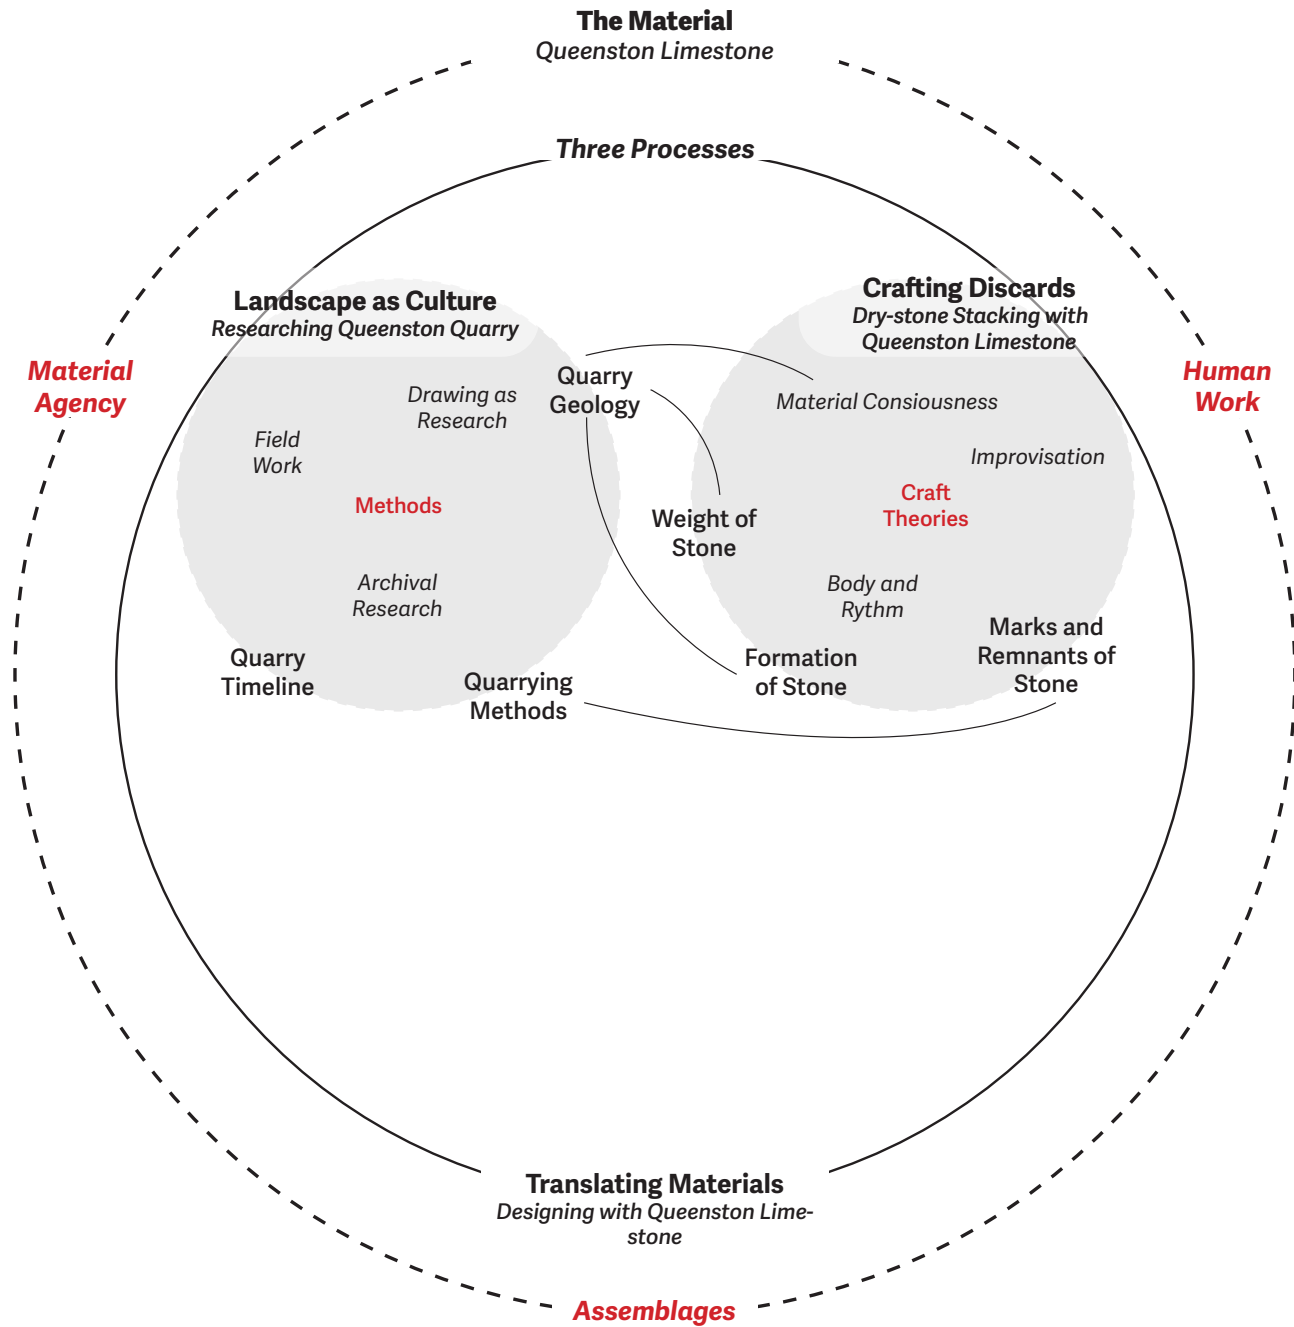 The Material
Queenston Limestone
Three Processes
Landscape as Culture
Researching Queenston Quarry
Crafting Discards
Dry-stone Stacking with
Queenston Limestone
Material
Agency
Human
Work
Quarry
Geology
Drawing as
Research
Field
Work
Methods
Archival
Research
Quarry
Timeline
Quarrying
Methods
Material Consiousness
Improvisation
Craft
Theories
Weight of
Stone
Body and
Rythm
Formation
of Stone
Marks and
Remnants of
Stone
Translating Materials
Designing with Queenston Lime-
stone
Assemblages